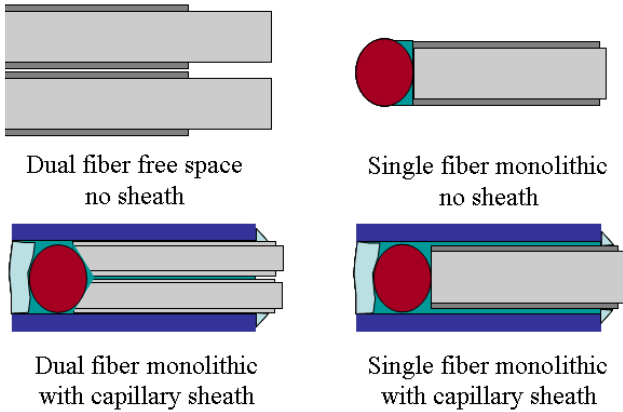 Dual fiber free space
no sheath
Single fiber monolithic
no sheath
Dual fiber monolithic
with capillary sheath
Single fiber monolithic
with capillary sheath